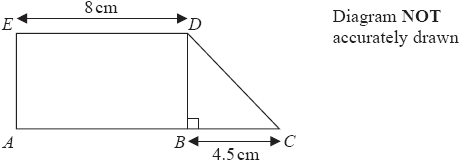 8 cm
E D
Diagram NOT
accurately drawn
A B C
4.5 cm